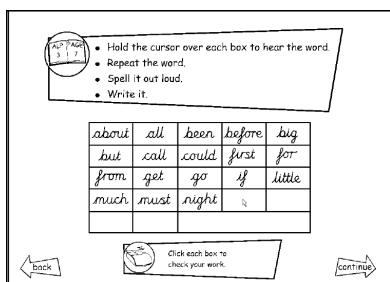 ALP PAGE
3 7
• Hold the cursor over each box to hear the word.
• Repeat the word.
• Spell it out loud.
• Write it.
about all been before big
but call could first for
from get go if little
much must night
Click each box to
check your work.
back
continue